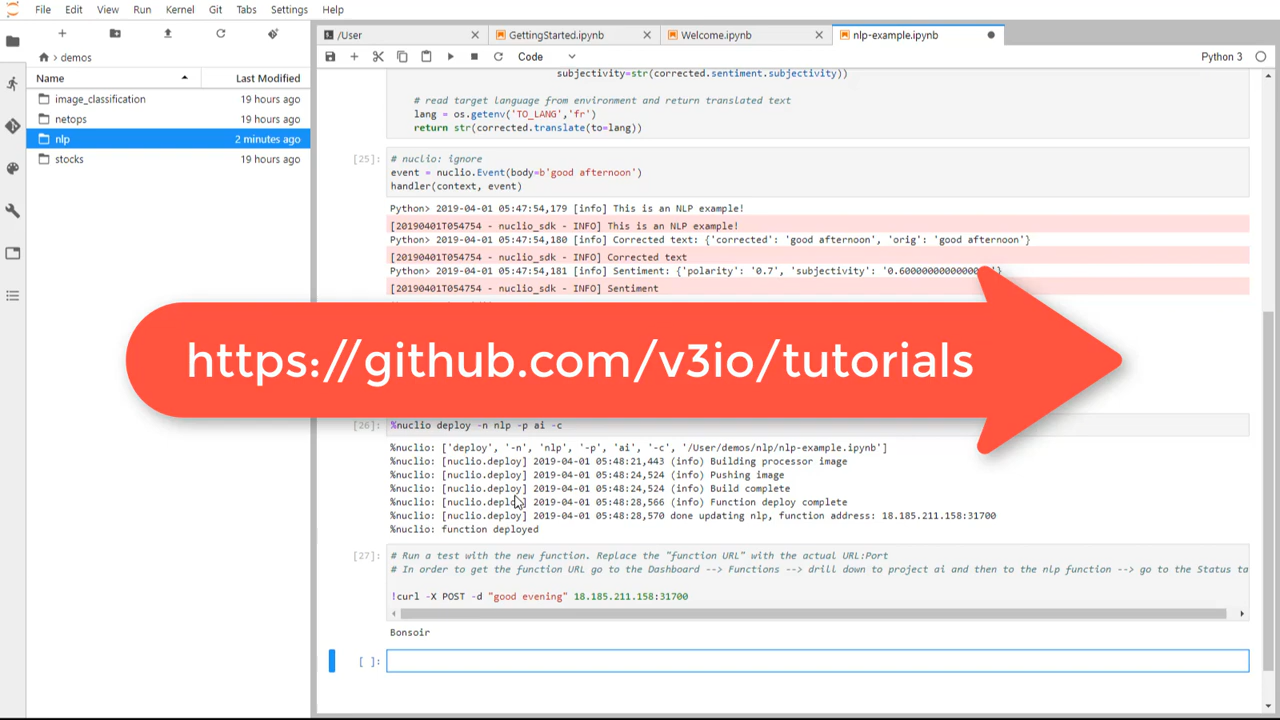 File Edit View Run Kernel Git Tabs Settings Help
/User
GettingStarted.ipynb
Welcome.ipynb
nlp-example.ipynb
demos
Code
Python 3
Name
Last Modified
image_classification 19 hours ago
netops 19 hours ago
nlp 2 minutes ago
stocks 19 hours ago
subjectivity=str(corrected.sentiment.subjectivity))
# read target language from environment and return translated text
lang = os.getenv('TO_LANG','fr')
return str(corrected.translate(to=lang))
[25]: # nuclio: ignore
event = nuclio.Event(body=b'good afternoon')
handler(context, event)
Python> 2019-04-01 05:47:54,179 [info] This is an NLP example!
[20190401T054754 - nuclio_sdk - INFO] This is an NLP example!
Python> 2019-04-01 05:47:54,180 [info] Corrected text: {'corrected': 'good afternoon', 'orig': 'good afternoon'}
[20190401T054754 - nuclio_sdk - INFO] Corrected text
Python> 2019-04-01 05:47:54,181 [info] Sentiment: {'polarity': '0.7', 'subjectivity':
[20190401T054754 - nuclio_sdk - INFO] Sentiment
https://github.com/v3io/tutorials
[26]: %nuclio deploy -n nlp -p ai -c
%nuclio: ['deploy', '-n', 'nlp', '-p', 'ai', '-c', '/User/demos/nlp/nlp-example.ipynb']
%nuclio: [nuclio.deploy] 2019-04-01 05:48:21,443 (info) Building processor image
%nuclio: [nuclio.deploy] 2019-04-01 05:48:24,524 (info) Pushing image
%nuclio: [nuclio.deploy] 2019-04-01 05:48:24,524 (info) Build complete
%nuclio: [nuclio.deploy] 2019-04-01 05:48:28,566 (info) Function deploy complete
%nuclio: [nuclio.deploy] 2019-04-01 05:48:28,570 done updating nlp, function address: 18.185.211.158:31700
%nuclio: function deployed
[27]: # Run a test with the new function. Replace the "function URL" with the actual URL:Port
# In order to get the function URL go to the Dashboard --> Functions --> drill down to project ai and then to the nlp function --> go to the Status ta
!curl -X POST -d "good evening" 18.185.211.158:31700
Bonsoir
[ ]: